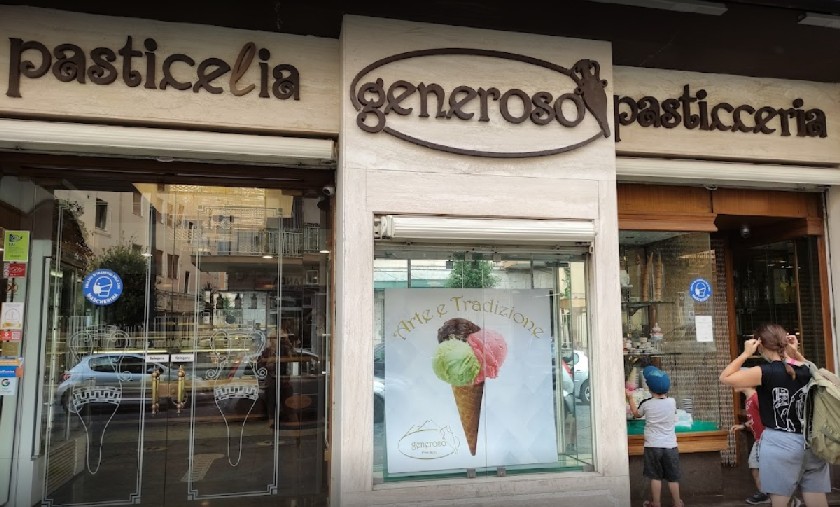 pasticelia
generoso
pasticceria
Arte e Tradizione
generoso